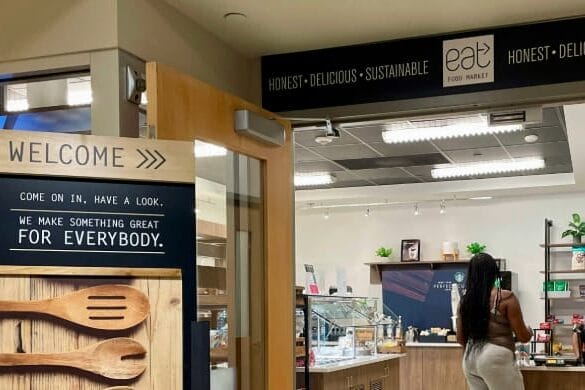 HONEST • DELICIOUS • SUSTAINABLE
eat
FOOD MARKET
HONEST • DELI
WELCOME >>>
COME ON IN, HAVE A LOOK.
WE MAKE SOMETHING GREAT
FOR EVERYBODY.